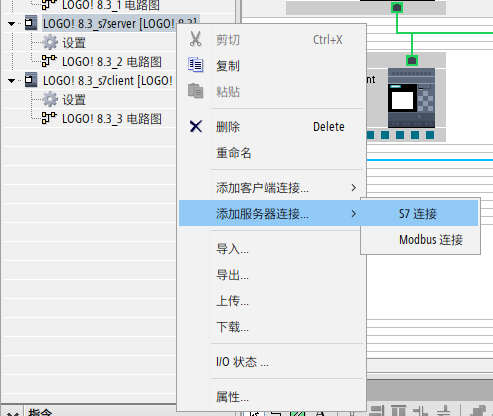 LOGO! 8.3_1 电路图
LOGO! 8.3_s7server [LOGO! 8.3]
设置
LOGO! 8.3_2 电路图
LOGO! 8.3_s7client [LOGO!
设置
LOGO! 8.3_3 电路图
剪切 Ctrl+X
复制
粘贴
删除 Delete
重命名
添加客户端连接...
添加服务器连接...
S7 连接
Modbus 连接
导入...
导出...
上传...
下载...
I/O 状态 ...
属性...
指令
nt
A